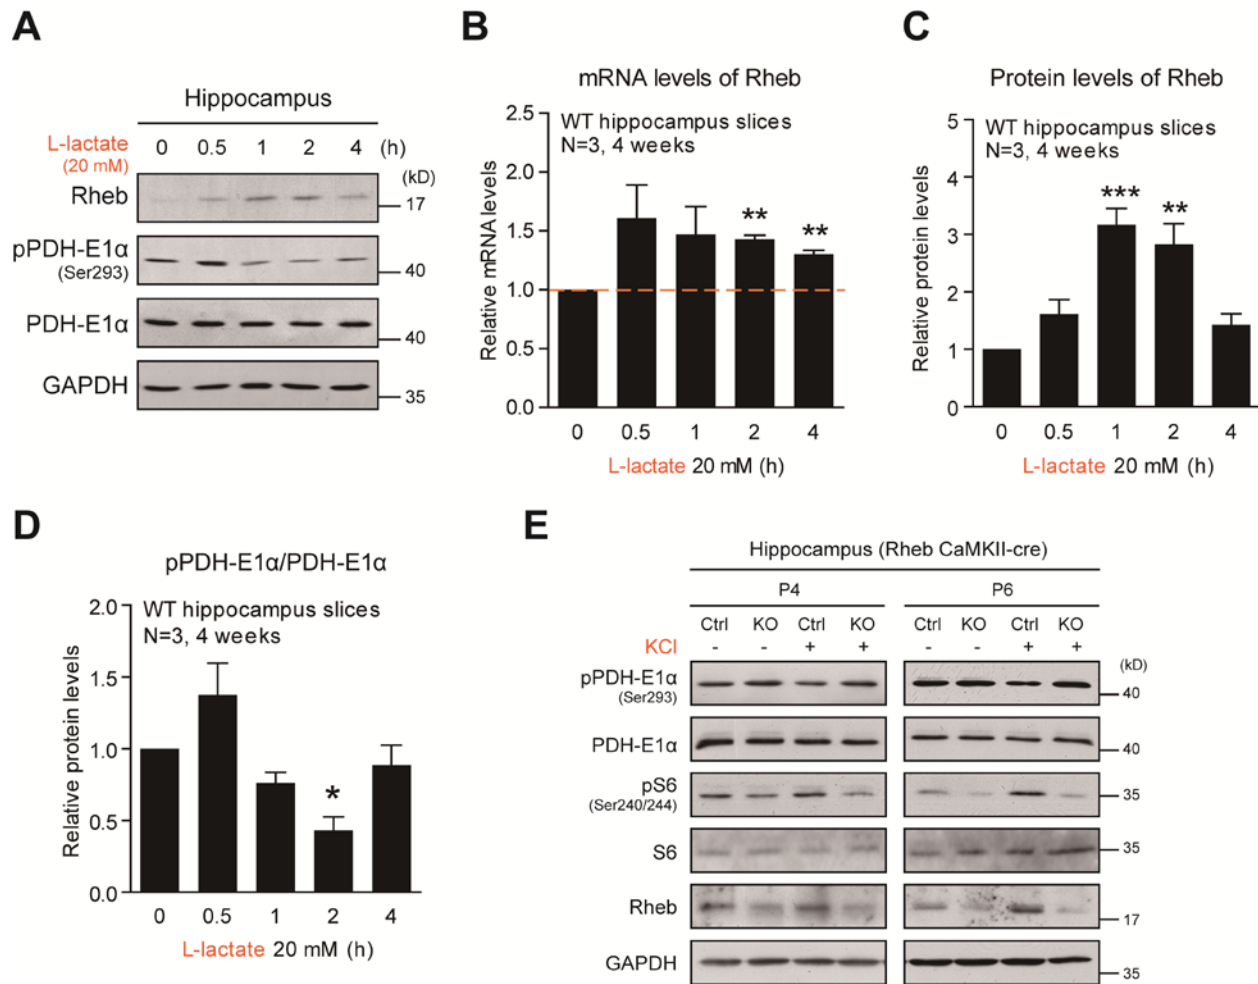 A
Hippocampus
L-lactate 0 0.5 1 2 4 (h)
(20 mM)
(kD)
Rheb
17
pPDH-E1α
(Ser293)
40
PDH-E1α
40
GAPDH
35
B
mRNA levels of Rheb
WT hippocampus slices
N=3, 4 weeks
Relative mRNA levels
2.5
2.0
1.5
1.0
0.5
0.0
** **
0 0.5 1 2 4
L-lactate 20 mM (h)
C
Protein levels of Rheb
WT hippocampus slices
N=3, 4 weeks
Relative protein levels
5
4
3
2
1
0
*** **
0 0.5 1 2 4
L-lactate 20 mM (h)
D
pPDH-E1α/PDH-E1α
WT hippocampus slices
N=3, 4 weeks
Relative protein levels
2.0
1.5
1.0
0.5
0.0
*
0 0.5 1 2 4
L-lactate 20 mM (h)
E
Hippocampus (Rheb CaMKII-cre)
P4 P6
Ctrl KO Ctrl KO Ctrl KO Ctrl KO
KCl - - + + - - + +
(kD)
pPDH-E1α
(Ser293)
40
PDH-E1α
40
pS6
(Ser240/244)
35
S6
35
Rheb
17
GAPDH
35